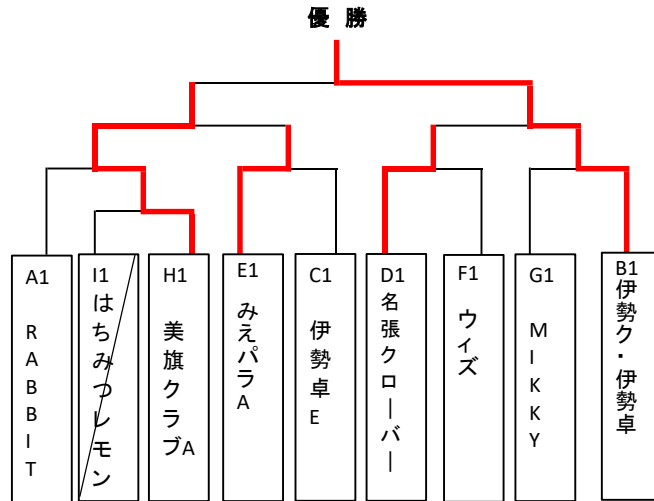 優 勝
A1 RABBIT
I1 はちみつレモン
H1 美旗クラブA
E1 みえパラA
C1 伊勢卓E
D1 名張クローバー
F1 ウィズ
G1 MIKKY
B1 伊勢ク・伊勢卓